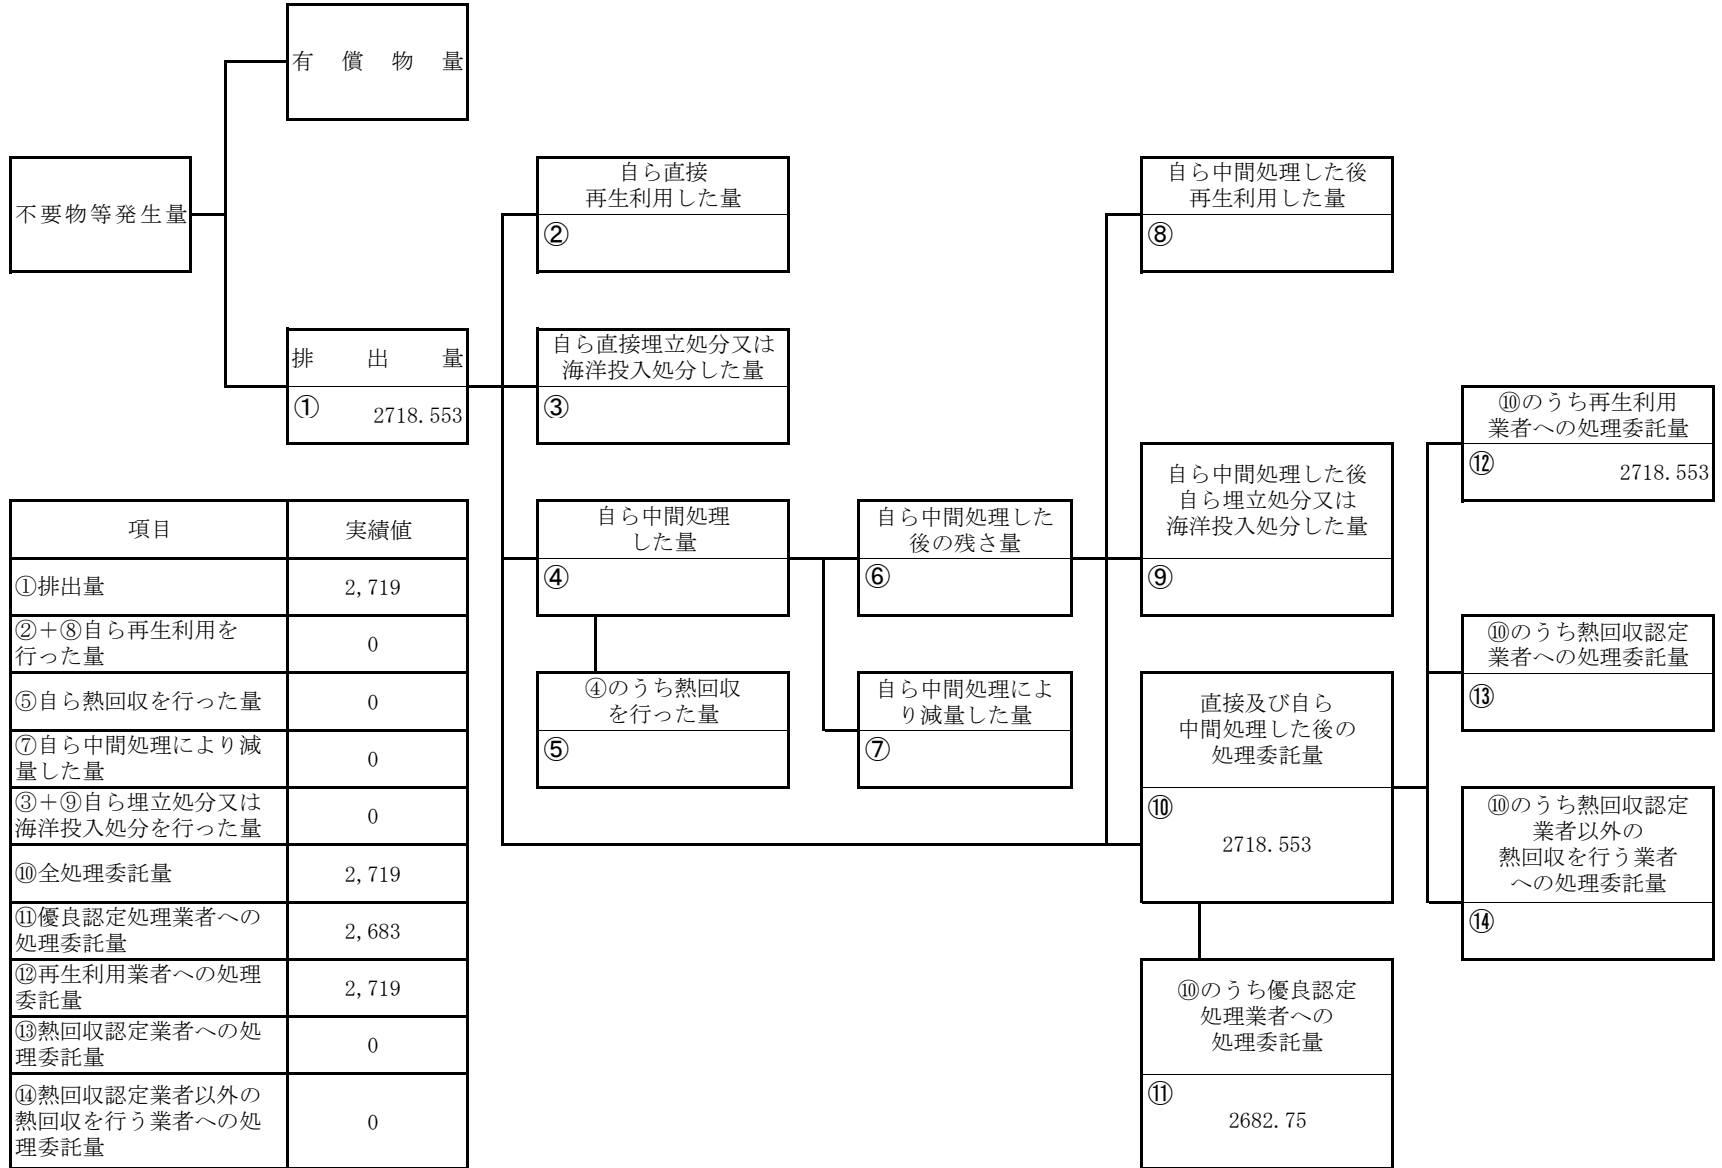 有償物量
不要物等発生量
自ら直接
再生利用した量
②
自ら中間処理した後
再生利用した量
⑧
排出量
① 2718.553
自ら直接埋立処分又は
海洋投入処分した量
③
⑩のうち再生利用
業者への処理委託量
⑫ 2718.553
自ら中間処理
した量
④
自ら中間処理した
後の残さ量
⑥
自ら中間処理した後
自ら埋立処分又は
海洋投入処分した量
⑨
⑩のうち熱回収認定
業者への処理委託量
⑬
④のうち熱回収
を行った量
⑤
自ら中間処理によ
り減量した量
⑦
直接及び自ら
中間処理した後の
処理委託量
⑩
2718.553
⑩のうち熱回収認定
業者以外の
熱回収を行う業者
への処理委託量
⑭
⑩のうち優良認定
処理業者への
処理委託量
⑪
2682.75
項目 実績値
①排出量 2,719
②＋⑧自ら再生利用を
行った量 0
⑤自ら熱回収を行った量 0
⑦自ら中間処理により減
量した量 0
③＋⑨自ら埋立処分又は
海洋投入処分を行った量 0
⑩全処理委託量 2,719
⑪優良認定処理業者への
処理委託量 2,683
⑫再生利用業者への処理
委託量 2,719
⑬熱回収認定業者への処
理委託量 0
⑭熱回収認定業者以外の
熱回収を行う業者への処
理委託量 0